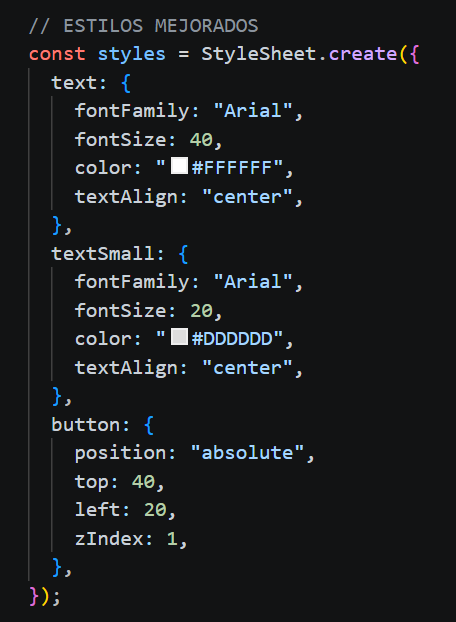 // ESTILOS MEJORADOS
const styles = StyleSheet.create({
  text: {
    fontFamily: "Arial",
    fontSize: 40,
    color: "#FFFFFF",
    textAlign: "center",
  },
  textSmall: {
    fontFamily: "Arial",
    fontSize: 20,
    color: "#DDDDDD",
    textAlign: "center",
  },
  button: {
    position: "absolute",
    top: 40,
    left: 20,
    zIndex: 1,
  },
});